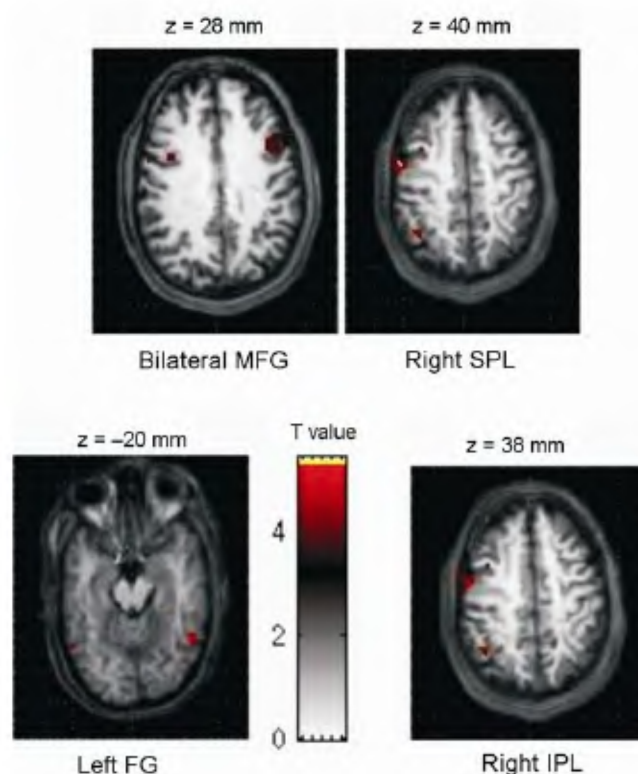 z = 28 mm
z = 40 mm
Bilateral MFG
Right SPL
z = –20 mm
T value
z = 38 mm
4
2
0
Left FG
Right IPL